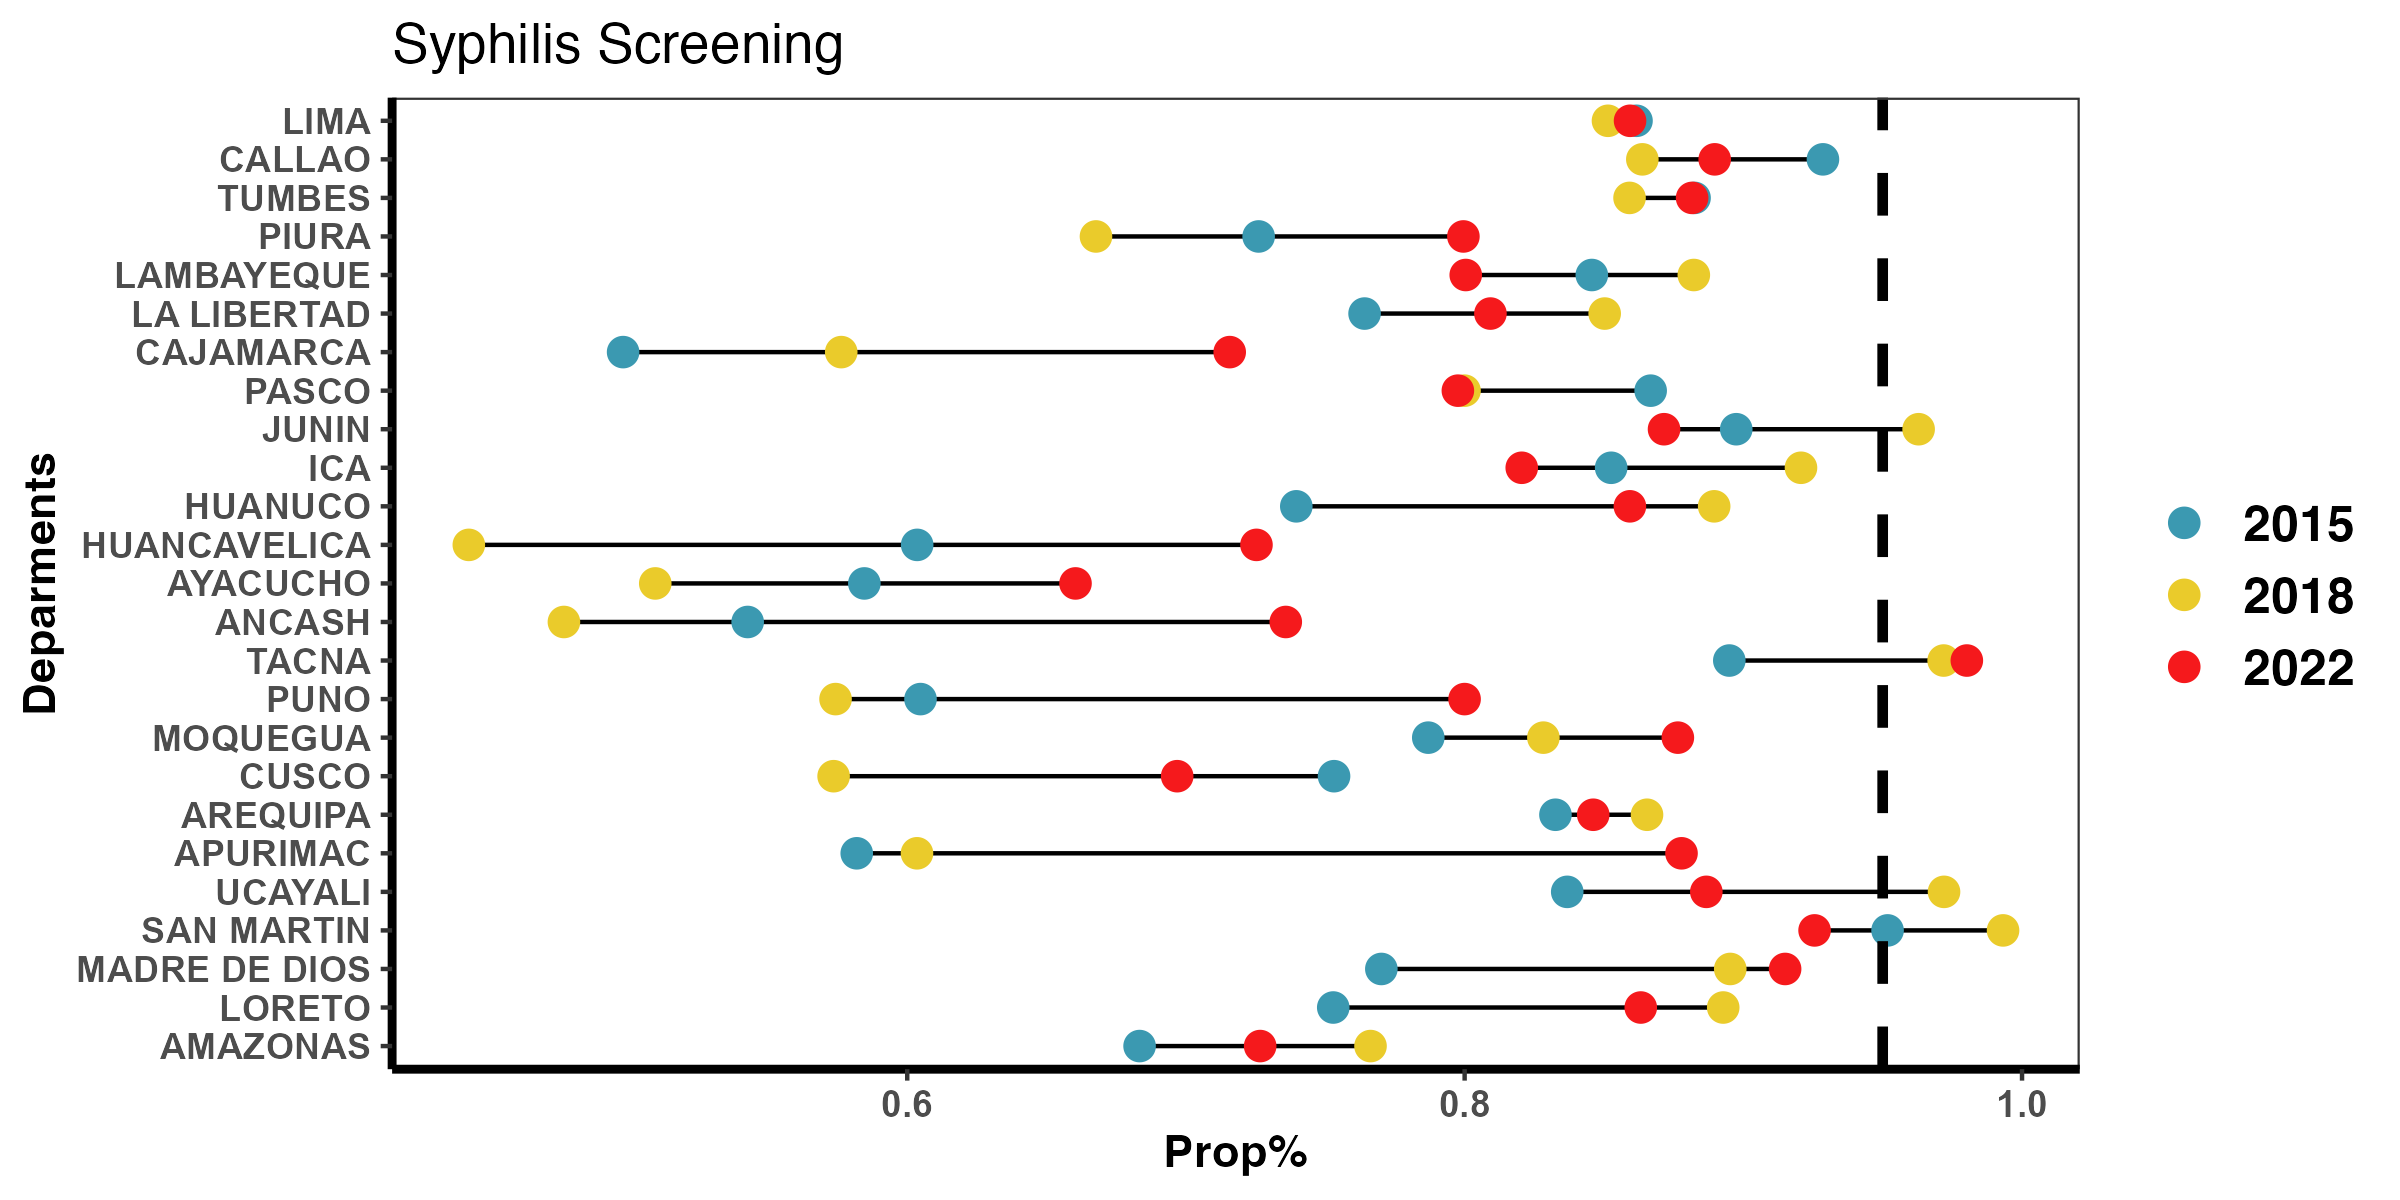 Syphilis Screening
LIMA
CALLAO
TUMBES
PIURA
LAMBAYEQUE
LA LIBERTAD
CAJAMARCA
PASCO
JUNIN
ICA
HUANUCO
HUANCAVELICA
AYACUCHO
ANCASH
TACNA
PUNO
MOQUEGUA
CUSCO
AREQUIPA
APURIMAC
UCAYALI
SAN MARTIN
MADRE DE DIOS
LORETO
AMAZONAS
Deparments
0.6 0.8 1.0
Prop%
2015
2018
2022